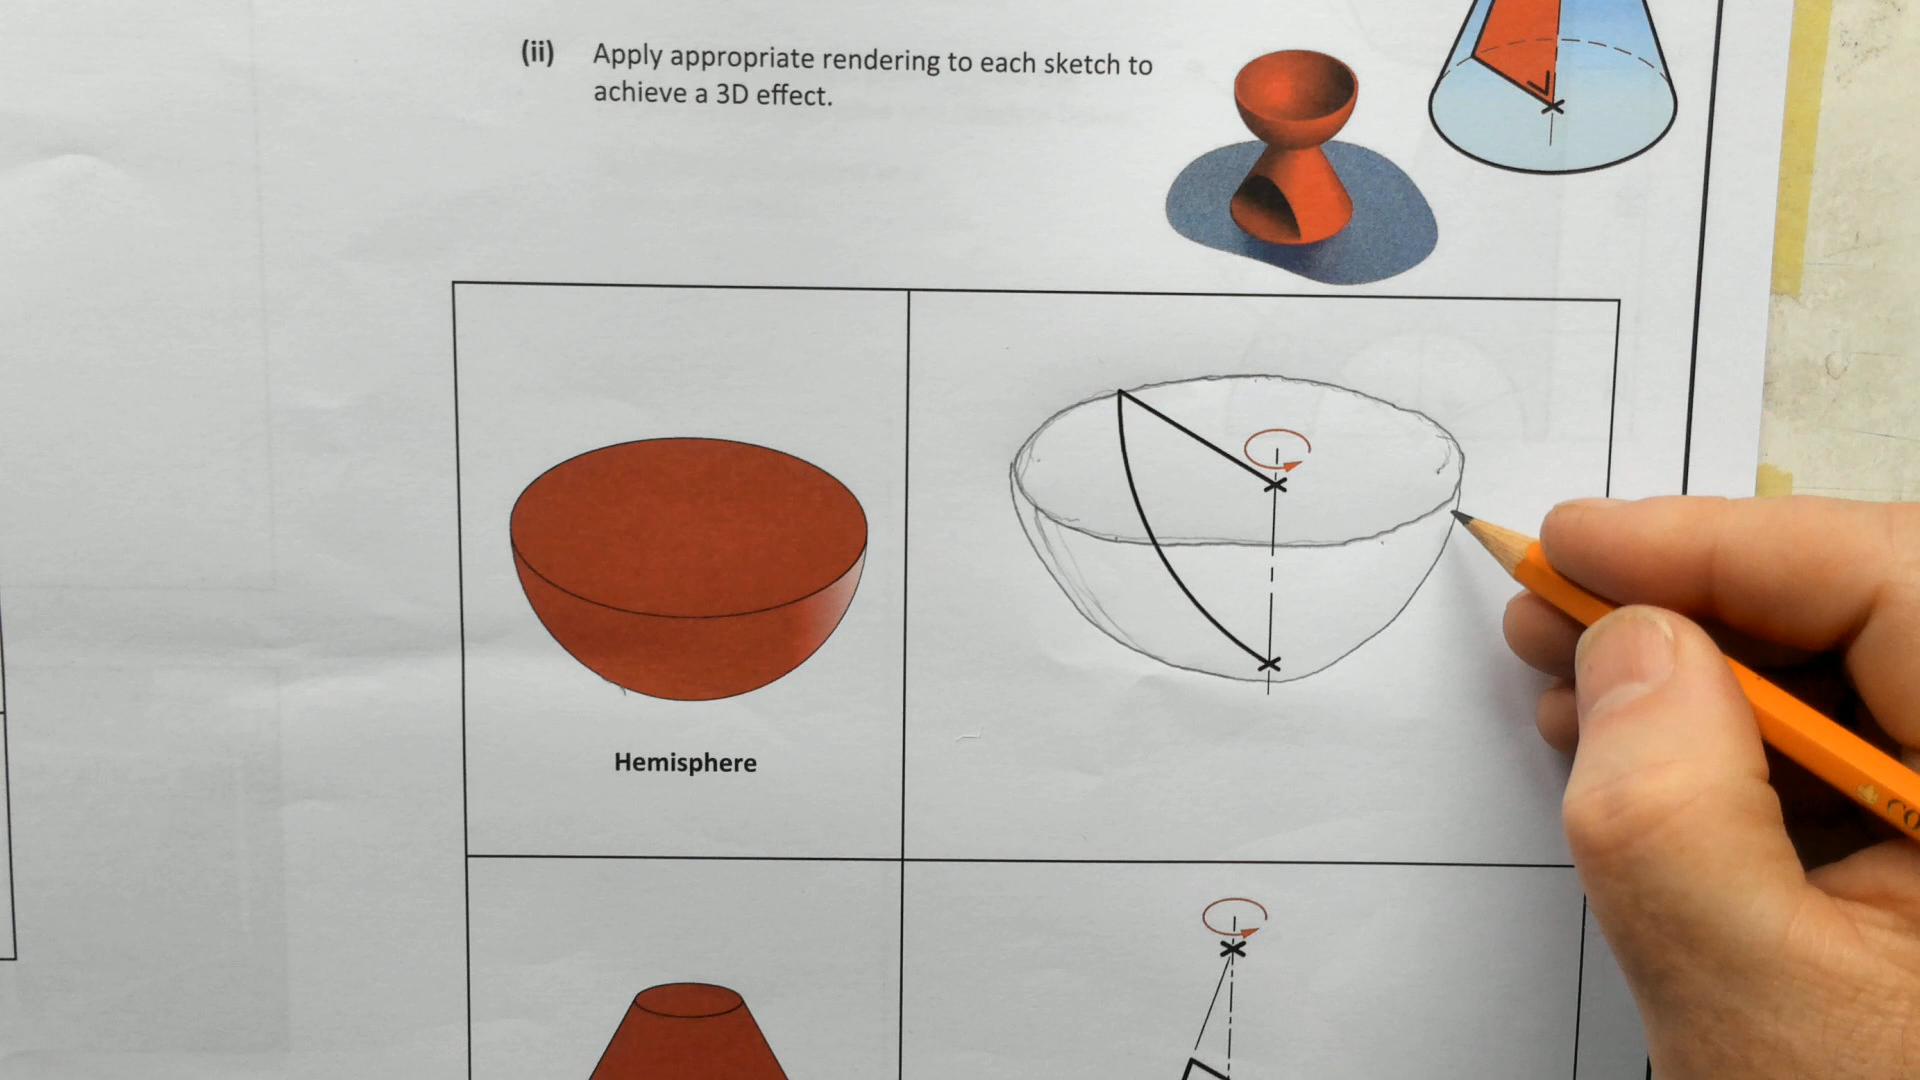 (ii) Apply appropriate rendering to each sketch to
achieve a 3D effect.
Hemisphere